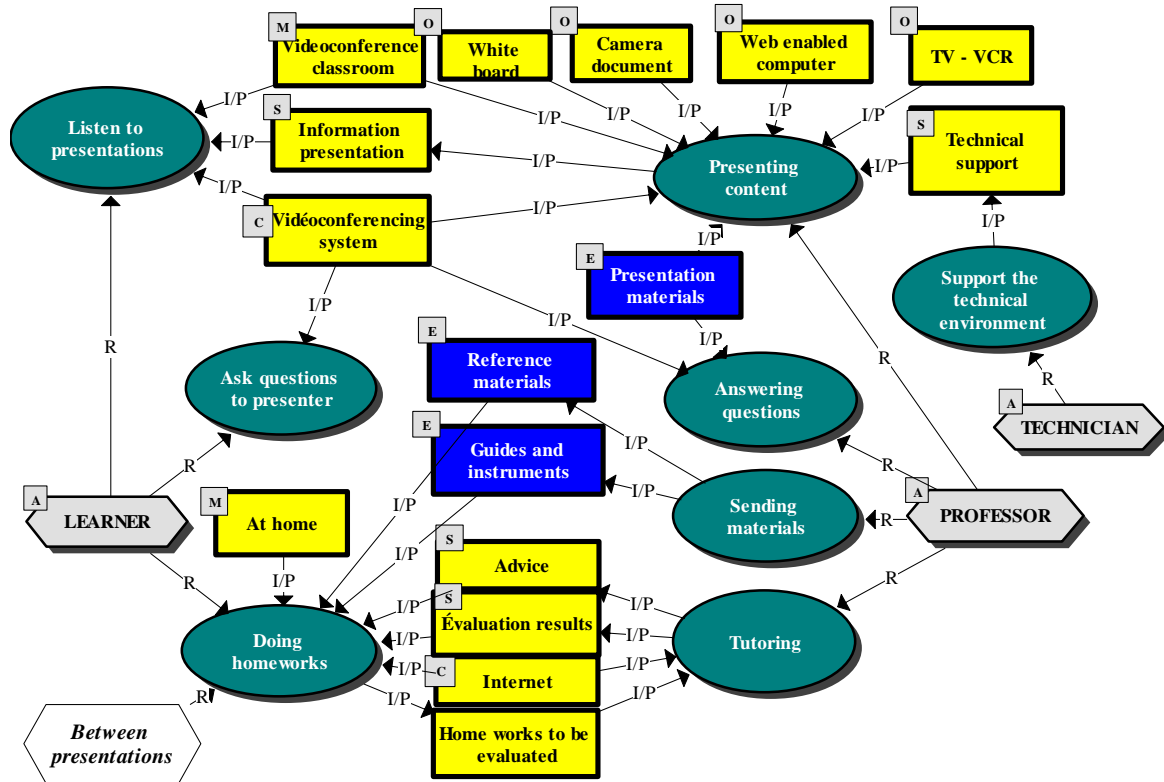 M
Videoconference
classroom
O
White
board
O
Camera
document
O
Web enabled
computer
O
TV - VCR
I/P
I/P
I/P
I/P
I/P
I/P
Listen to
presentations
I/P
S
Information
presentation
I/P
Presenting
content
I/P
S
Technical
support
I/P
C
Vidéoconferencing
system
I/P
I/P
I/P
E
Presentation
materials
Support the
technical
environment
I/P
I/P
R
E
Reference
materials
I/P
R
Ask questions
to presenter
Answering
questions
R
A
TECHNICIAN
E
Guides and
instruments
I/P
R
R
I/P
I/P
Sending
materials
R
A
PROFESSOR
A
LEARNER
M
At home
I/P
R
I/P
I/P
S
Advice
I/P
I/P
R
S
Évaluation results
I/P
I/P
Doing
homeworks
Tutoring
I/P
C
Internet
I/P
R
I/P
Home works to be
evaluated
I/P
Between
presentations